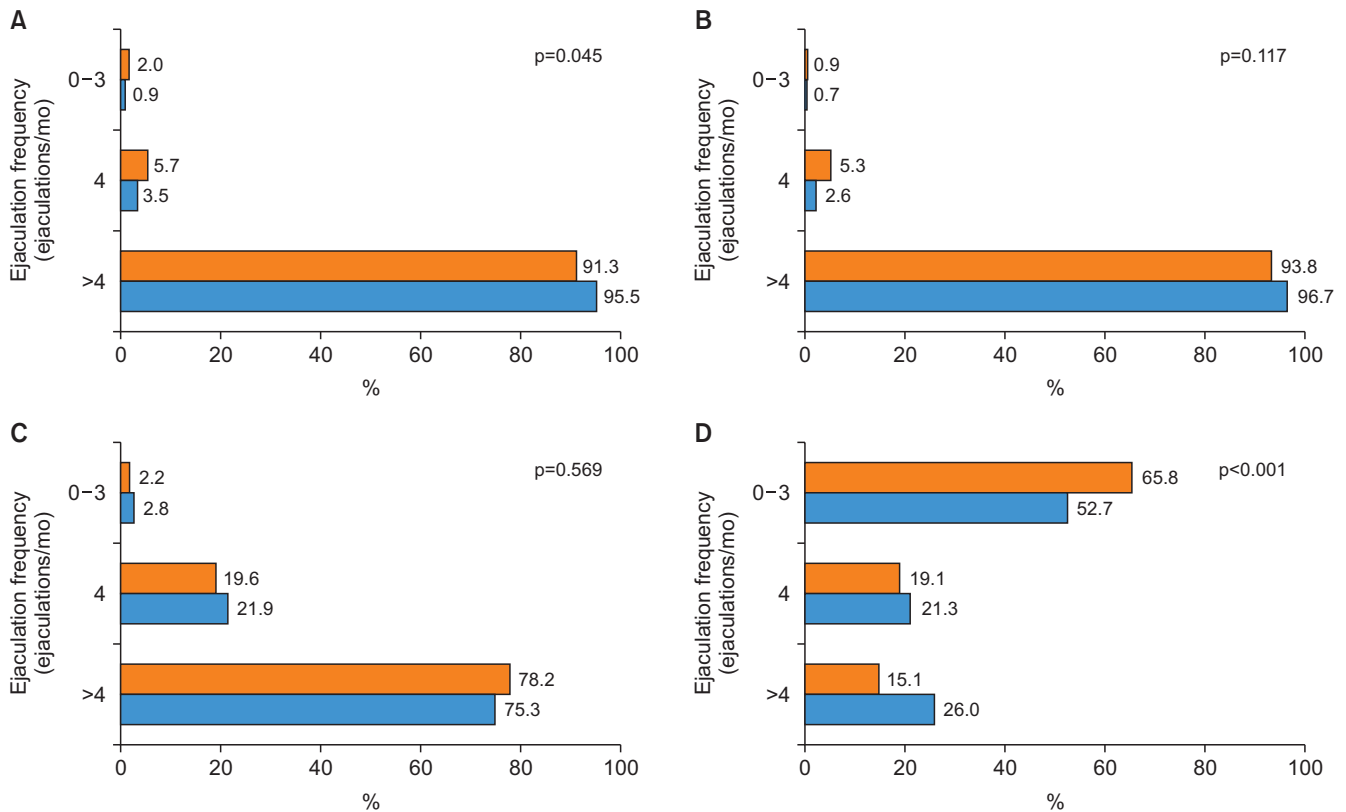 A
Ejaculation frequency
(ejaculations/mo)
p=0.045
0−3
2.0
0.9
4
5.7
3.5
>4
91.3
95.5
0 20 40 60 80 100
%
B
Ejaculation frequency
(ejaculations/mo)
p=0.117
0−3
0.9
0.7
4
5.3
2.6
>4
93.8
96.7
0 20 40 60 80 100
%
C
Ejaculation frequency
(ejaculations/mo)
p=0.569
0−3
2.2
2.8
4
19.6
21.9
>4
78.2
75.3
0 20 40 60 80 100
%
D
Ejaculation frequency
(ejaculations/mo)
p<0.001
0−3
65.8
52.7
4
19.1
21.3
>4
15.1
26.0
0 20 40 60 80 100
%